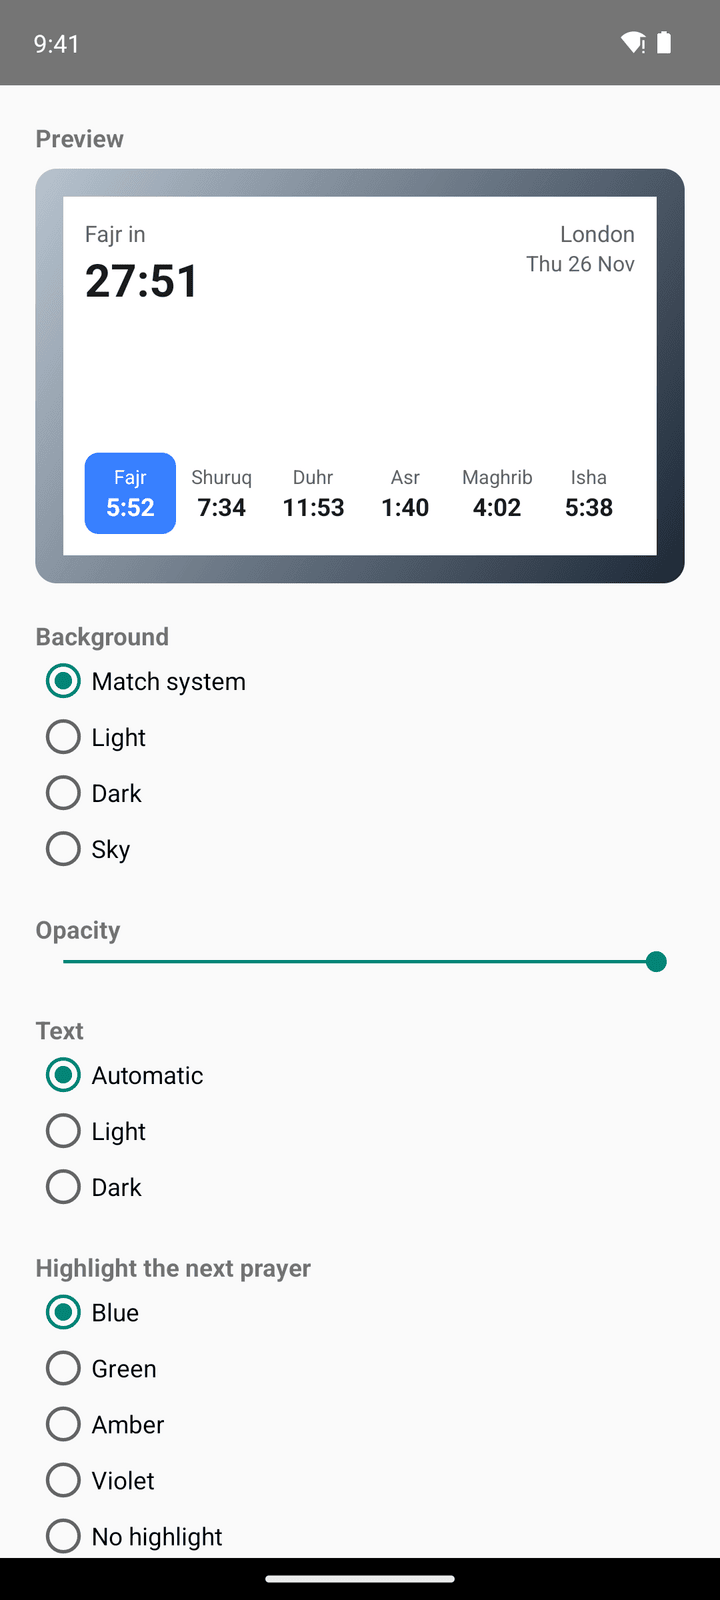 9:41
Preview
Fajr in
27:51
London
Thu 26 Nov
Fajr Shuruq Duhr Asr Maghrib Isha
5:52 7:34 11:53 1:40 4:02 5:38
Background
Match system
Light
Dark
Sky
Opacity
Text
Automatic
Light
Dark
Highlight the next prayer
Blue
Green
Amber
Violet
No highlight